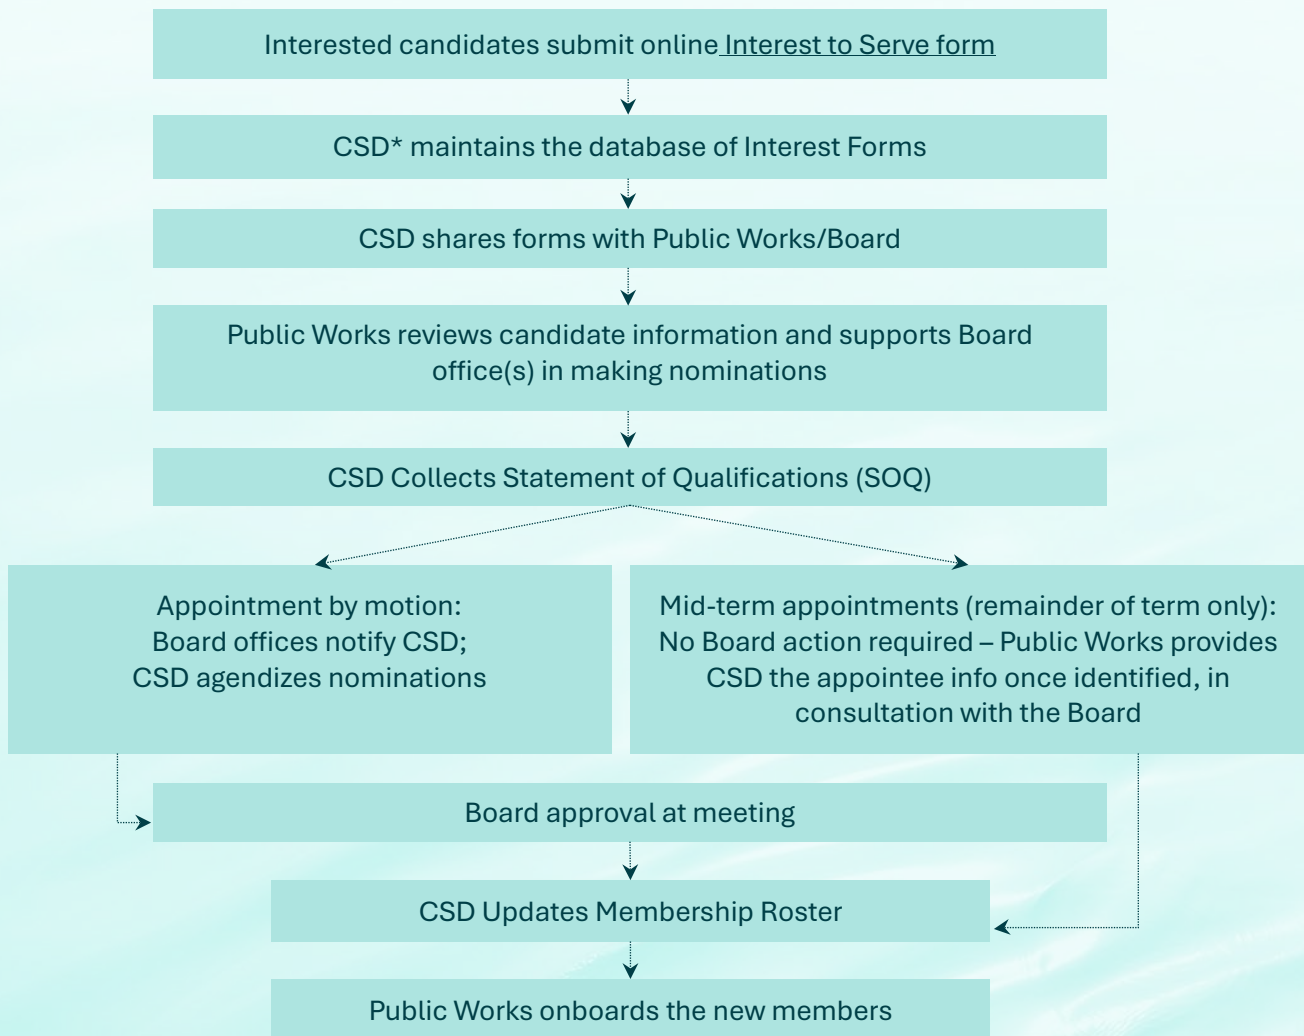 Interested candidates submit online Interest to Serve form
CSD* maintains the database of Interest Forms
CSD shares forms with Public Works/Board
Public Works reviews candidate information and supports Board
office(s) in making nominations
CSD Collects Statement of Qualifications (SOQ)
Appointment by motion:
Board offices notify CSD;
CSD agendizes nominations
Mid-term appointments (remainder of term only):
No Board action required – Public Works provides
CSD the appointee info once identified, in
consultation with the Board
Board approval at meeting
CSD Updates Membership Roster
Public Works onboards the new members